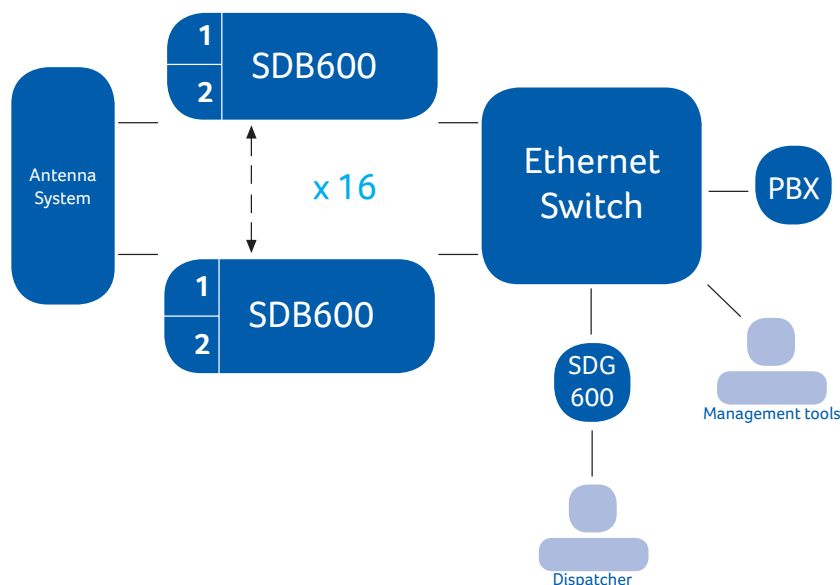 1
2
SDB600
Antenna
System
x 16
Ethernet
Switch
PBX
1
2
SDB600
SDG
600
Management tools
Dispatcher